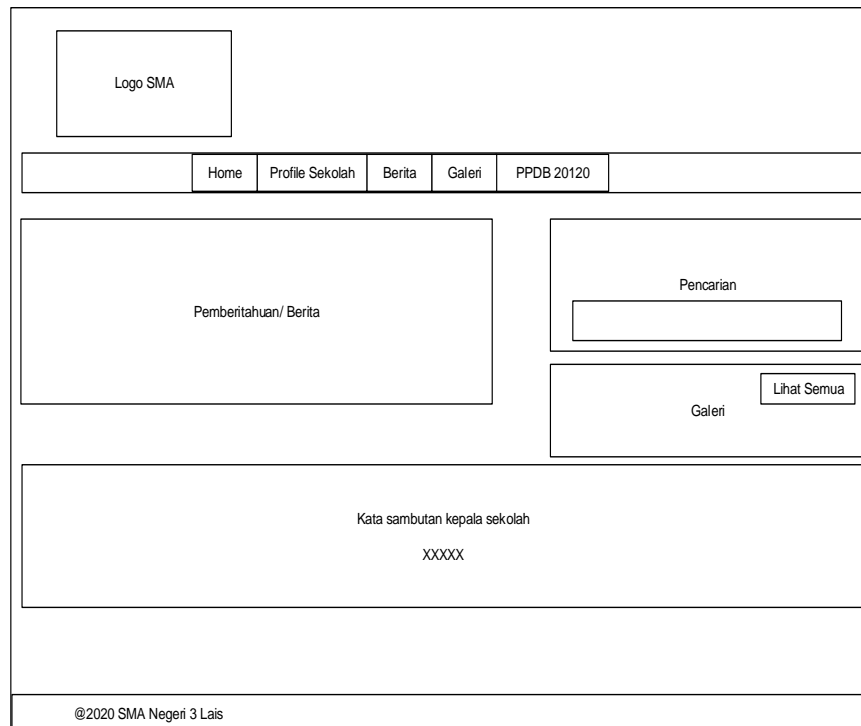 Logo SMA
Home
Profile Sekolah
Berita
Galeri
PPDB 20120
Pemberitahuan/ Berita
Pencarian
Lihat Semua
Galeri
Kata sambutan kepala sekolah
XXXXX
@2020 SMA Negeri 3 Lais